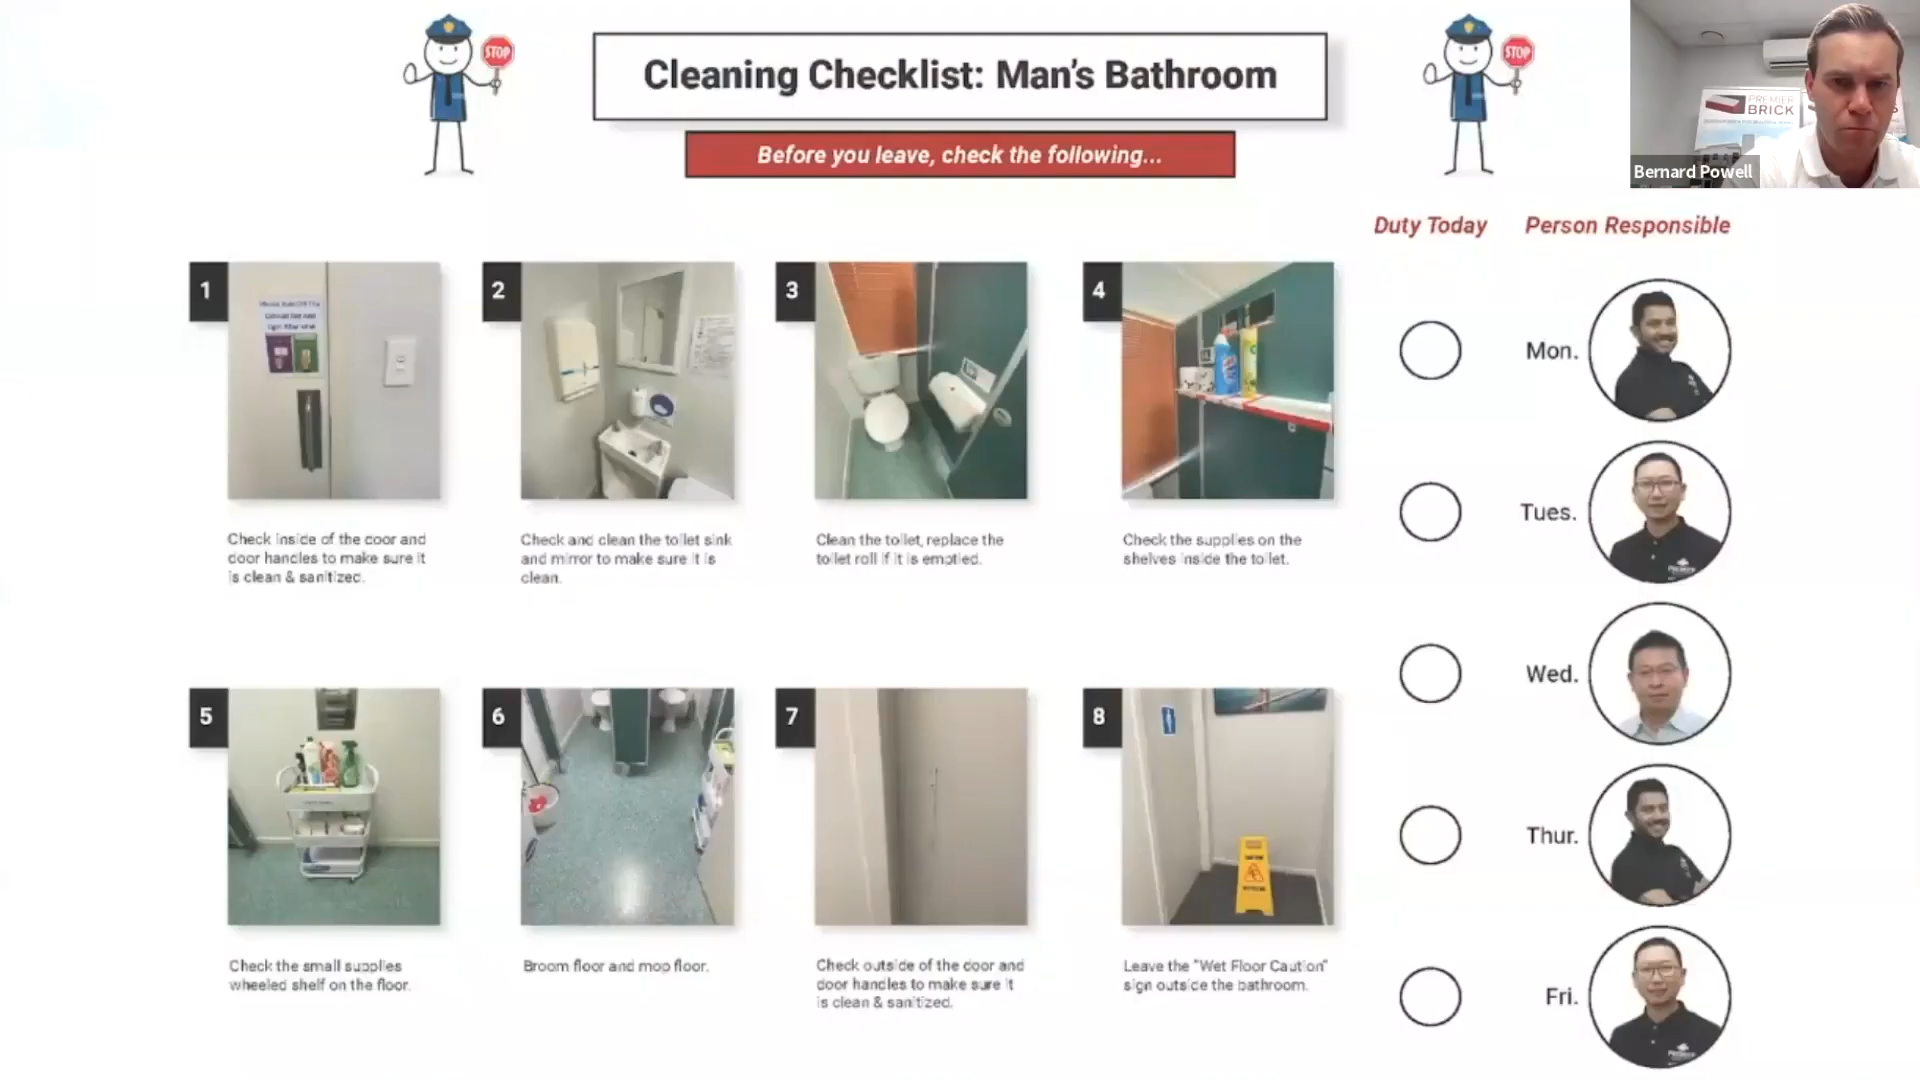 STOP
Cleaning Checklist: Man's Bathroom
STOP
Before you leave, check the following...
PREMIER
BRICK
Bernard Powell
Duty Today
Person Responsible
1
2
3
4
Check inside of the door and
door handles to make sure it
is clean & sanitized.
Check and clean the toilet sink
and mirror to make sure it is
clean.
Clean the toilet, replace the
toilet roll if it is emptied.
Check the supplies on the
shelves inside the toilet.
Mon.
Tues.
Wed.
Thur.
Fri.
5
6
7
8
Check the small supplies
wheeled shelf on the floor.
Broom floor and mop floor.
Check outside of the door and
door handles to make sure it
is clean & sanitized.
Leave the "Wet Floor Caution"
sign outside the bathroom.